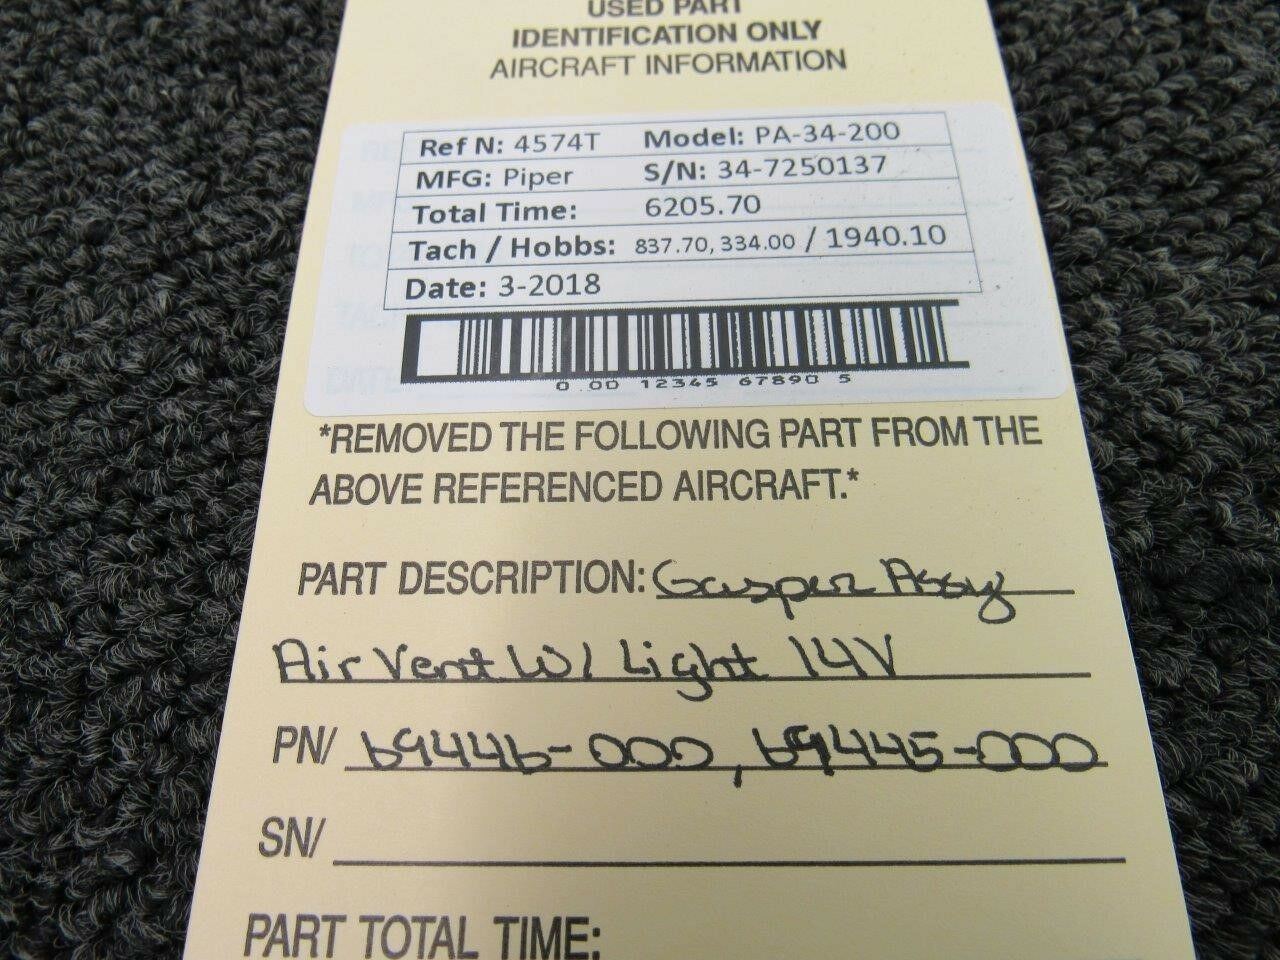 USED PART
IDENTIFICATION ONLY
AIRCRAFT INFORMATION
Ref N: 4574T Model: PA-34-200
MFG: Piper S/N: 34-7250137
Total Time: 6205.70
Tach / Hobbs: 837.70, 334.00 / 1940.10
Date: 3-2018
0 .00 12345 67890 5
*REMOVED THE FOLLOWING PART FROM THE
ABOVE REFERENCED AIRCRAFT.*
PART DESCRIPTION: Gasper Assy
Air Vent W/ Light 14V
PN/ 69446-000, 69445-000
SN/
PART TOTAL TIME: